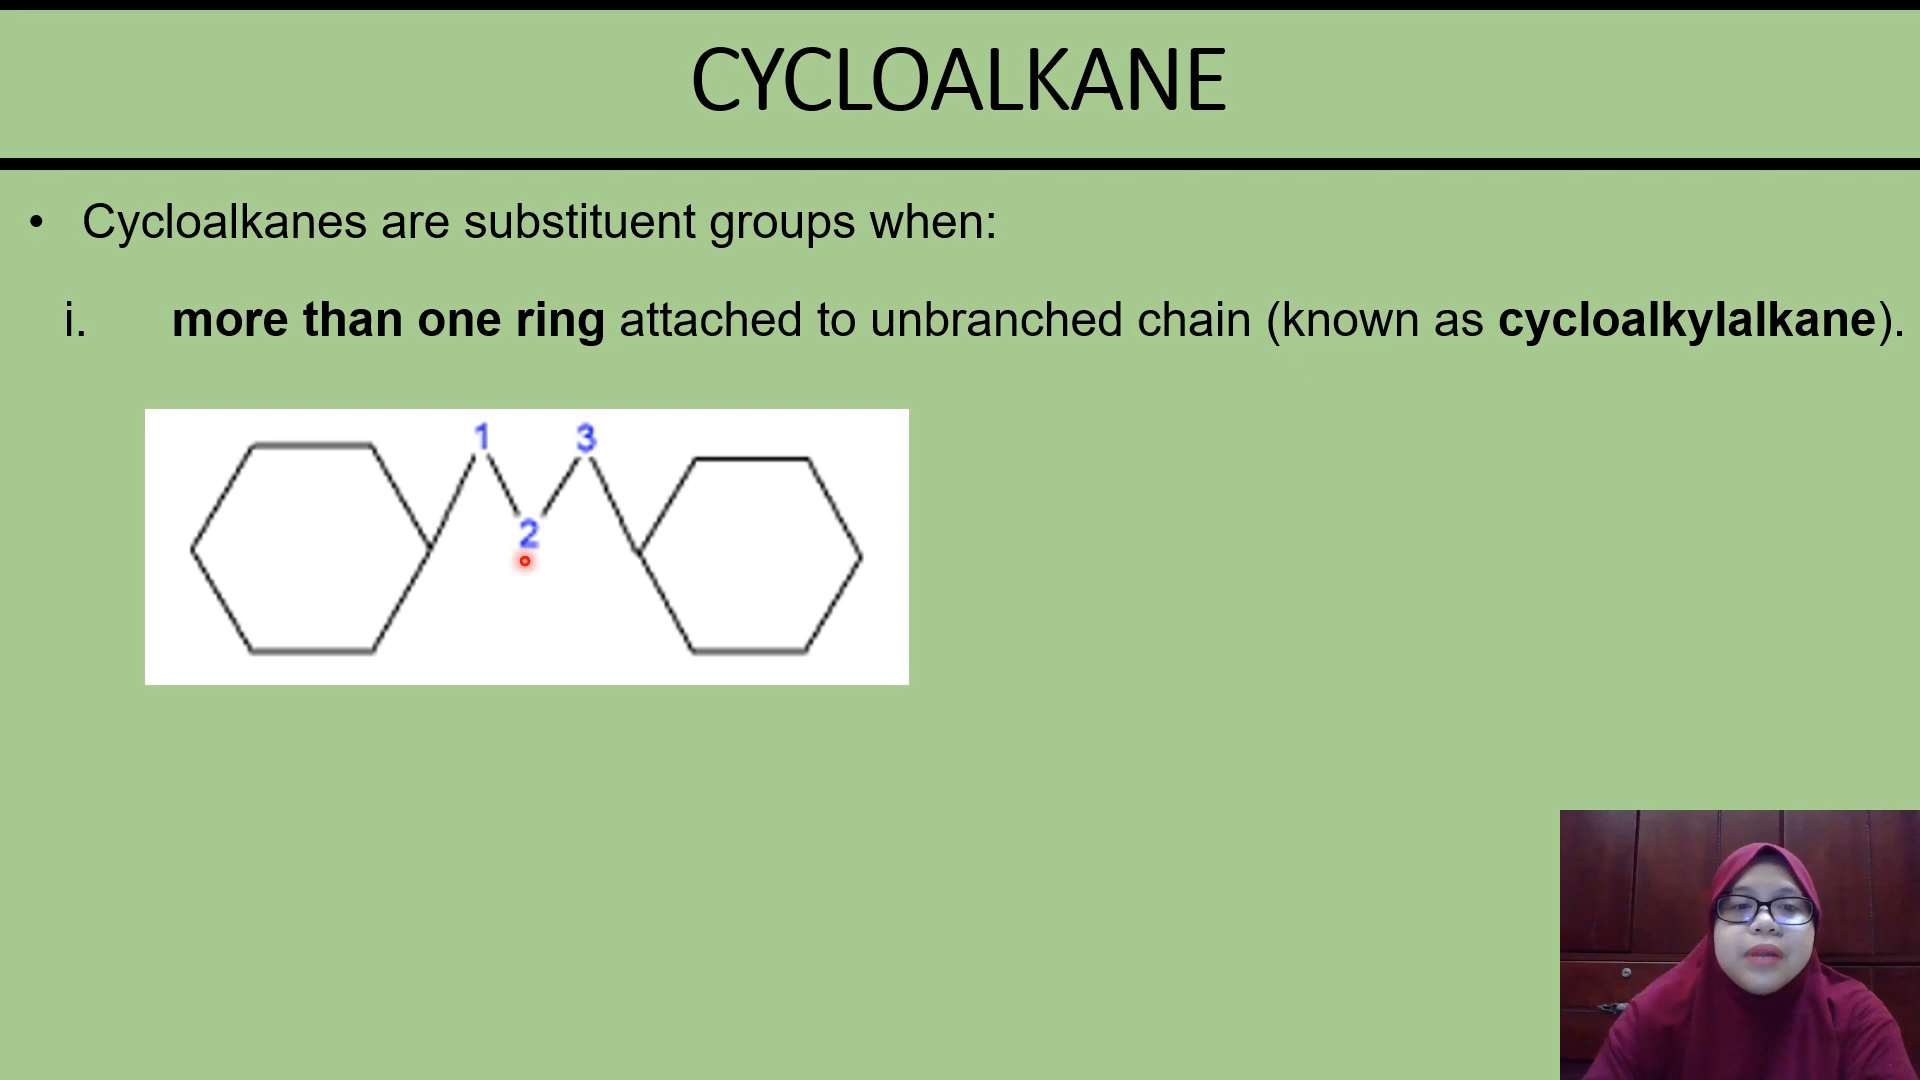 CYCLOALKANE
• Cycloalkanes are substituent groups when:
i. more than one ring attached to unbranched chain (known as cycloalkylalkane).
1 3
2